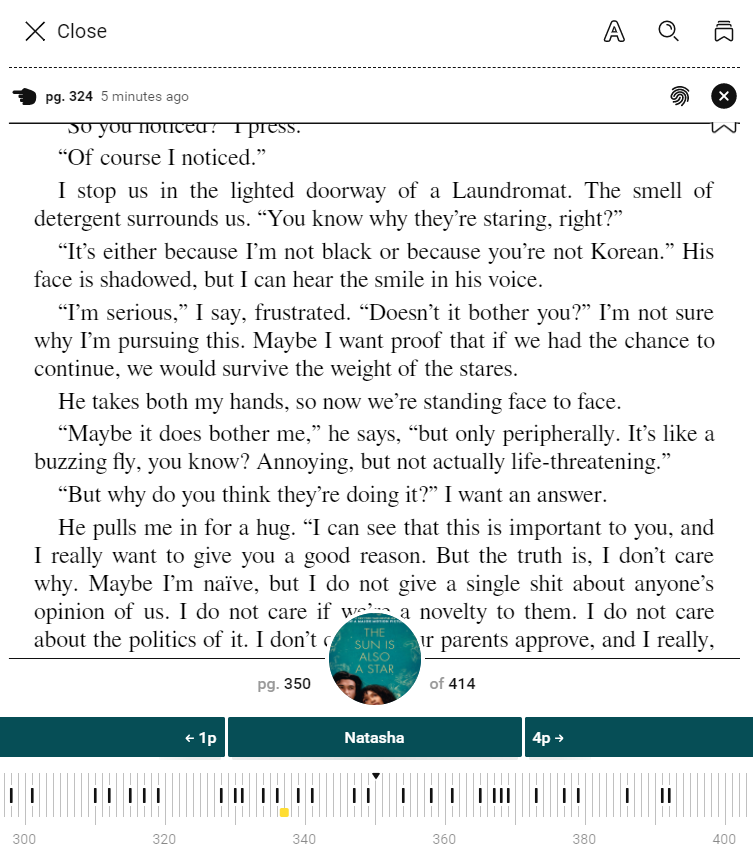 Close
pg. 324 5 minutes ago
“So you noticed?” I press.
“Of course I noticed.”
I stop us in the lighted doorway of a Laundromat. The smell of
detergent surrounds us. “You know why they’re staring, right?”
“It’s either because I’m not black or because you’re not Korean.” His
face is shadowed, but I can hear the smile in his voice.
“I’m serious,” I say, frustrated. “Doesn’t it bother you?” I’m not sure
why I’m pursuing this. Maybe I want proof that if we had the chance to
continue, we would survive the weight of the stares.
He takes both my hands, so now we’re standing face to face.
“Maybe it does bother me,” he says, “but only peripherally. It’s like a
buzzing fly, you know? Annoying, but not actually life-threatening.”
“But why do you think they’re doing it?” I want an answer.
He pulls me in for a hug. “I can see that this is important to you, and
I really want to give you a good reason. But the truth is, I don’t care
why. Maybe I’m naïve, but I do not give a single shit about anyone’s
opinion of us. I do not care if we’re a novelty to them. I do not care
about the politics of it. I don’t parents approve, and I really,
THE
SUN IS
ALSO
A STAR
pg. 350 of 414
← 1p Natasha 4p →
300 320 340 360 380 400